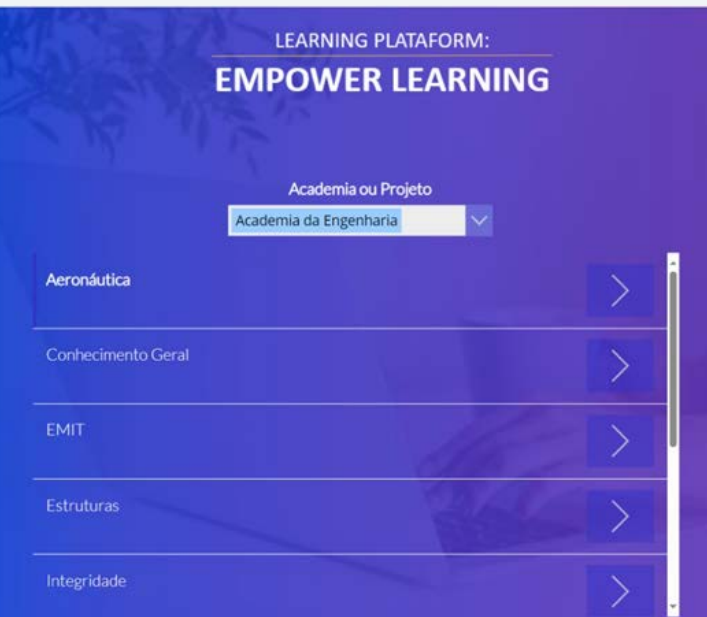 LEARNING PLATAFORM:
EMPOWER LEARNING
Academia ou Projeto
Academia da Engenharia
Aeronáutica
Conhecimento Geral
EMIT
Estruturas
Integridade